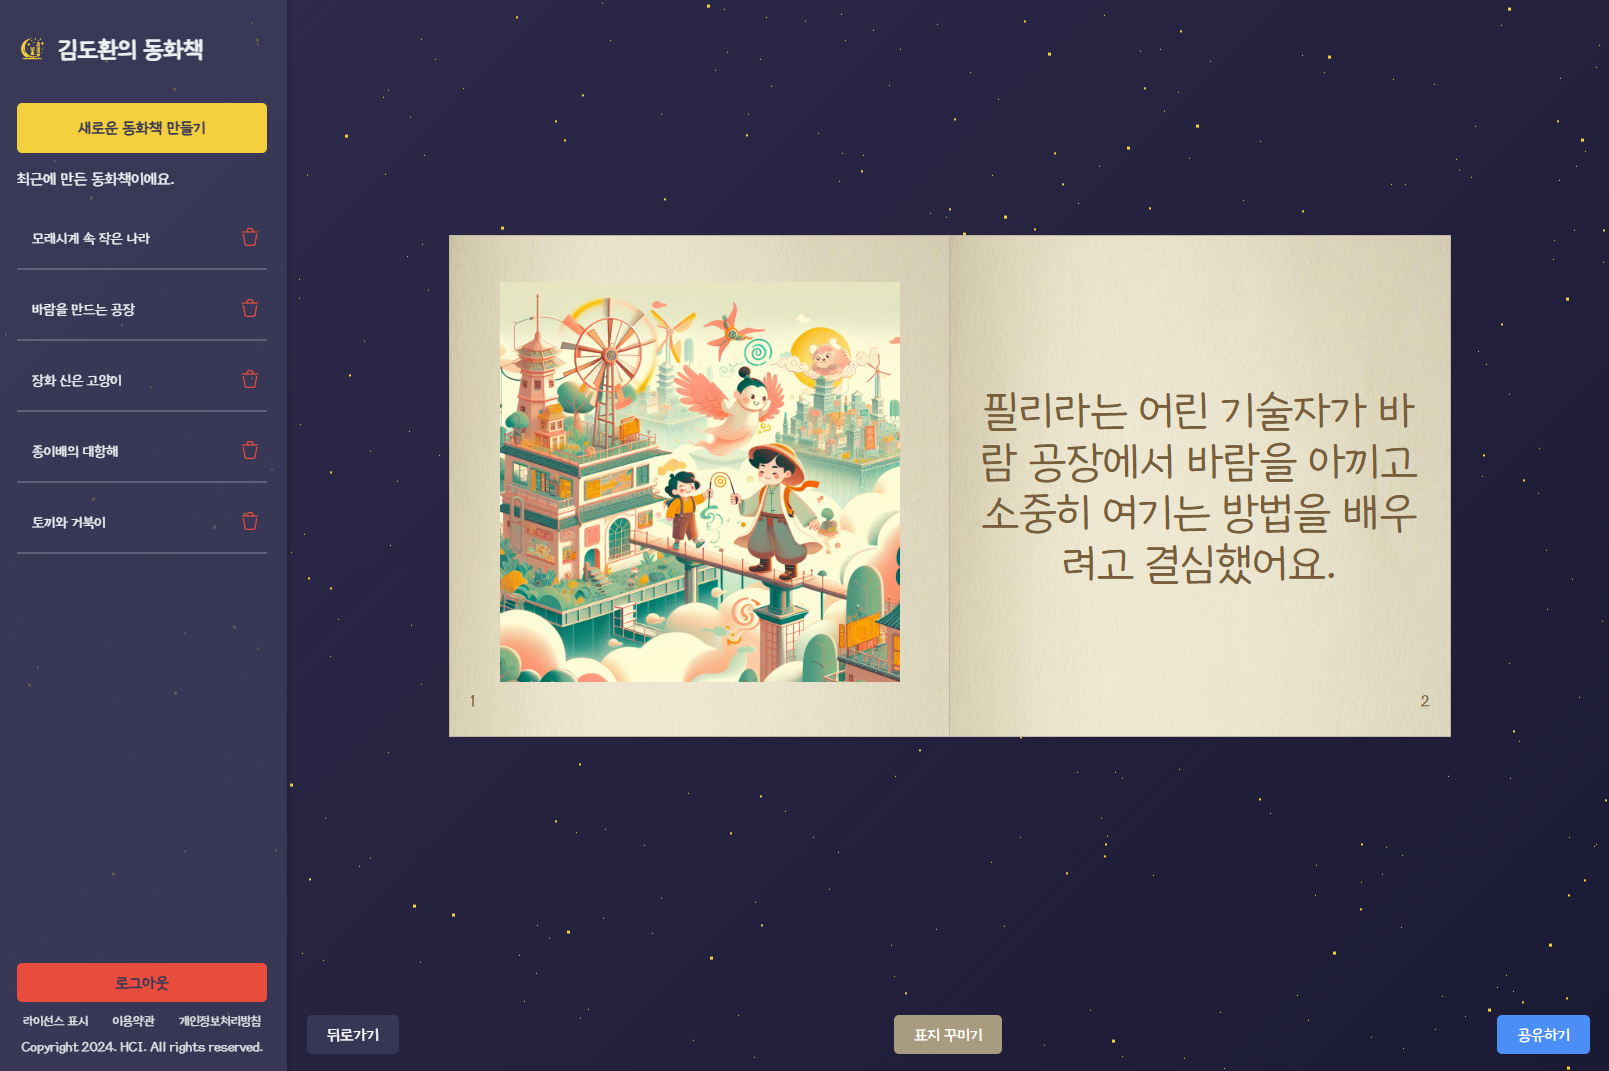 김도환의 동화책
새로운 동화책 만들기
최근에 만든 동화책이에요.
모래시계 속 작은 나라
바람을 만드는 공장
장화 신은 고양이
종이배의 대항해
토끼와 거북이
로그아웃
라이선스 표시 이용약관 개인정보처리방침
Copyright 2024. HCI. All rights reserved.
필리라는 어린 기술자가 바
람 공장에서 바람을 아끼고
소중히 여기는 방법을 배우
려고 결심했어요.
1
2
뒤로가기
표지 꾸미기
공유하기